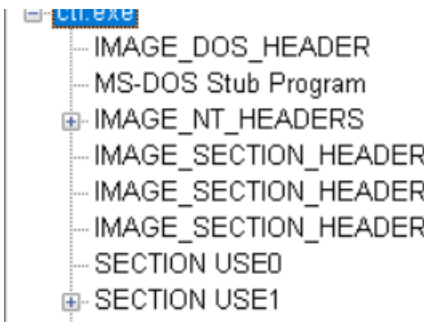 IMAGE_DOS_HEADER
MS-DOS Stub Program
IMAGE_NT_HEADERS
IMAGE_SECTION_HEADER
IMAGE_SECTION_HEADER
IMAGE_SECTION_HEADER
SECTION USE0
SECTION USE1